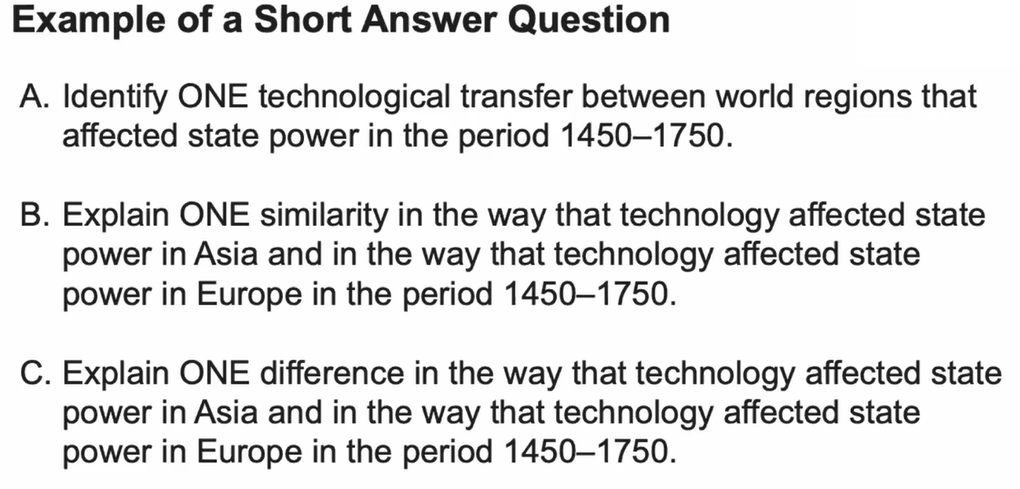 Example of a Short Answer Question
A. Identify ONE technological transfer between world regions that
affected state power in the period 1450–1750.
B. Explain ONE similarity in the way that technology affected state
power in Asia and in the way that technology affected state
power in Europe in the period 1450–1750.
C. Explain ONE difference in the way that technology affected state
power in Asia and in the way that technology affected state
power in Europe in the period 1450–1750.